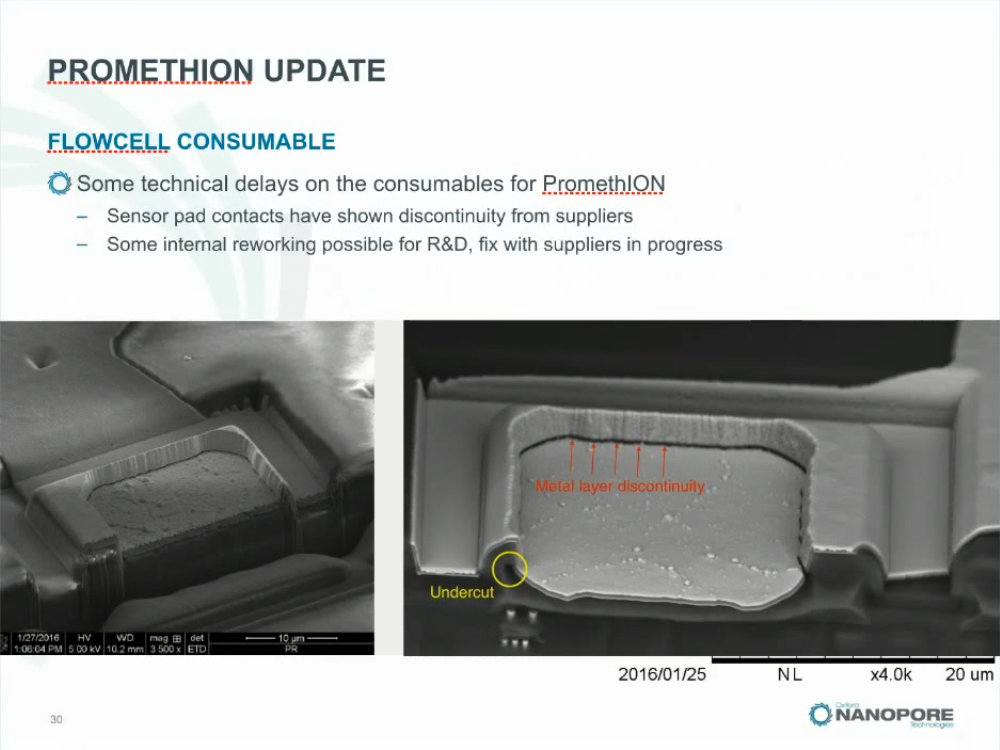 PROMETHION UPDATE
FLOWCELL CONSUMABLE
Some technical delays on the consumables for PromethION
– Sensor pad contacts have shown discontinuity from suppliers
– Some internal reworking possible for R&D, fix with suppliers in progress
Metal layer discontinuity
Undercut
1/27/2016 HV WD mag ⊞ det 10 µm
1:06:04 PM 5.00 kV 10.2 mm 3 500 x ETD PR
2016/01/25 NL x4.0k 20 um
30
Oxford
NANOPORE
Technologies